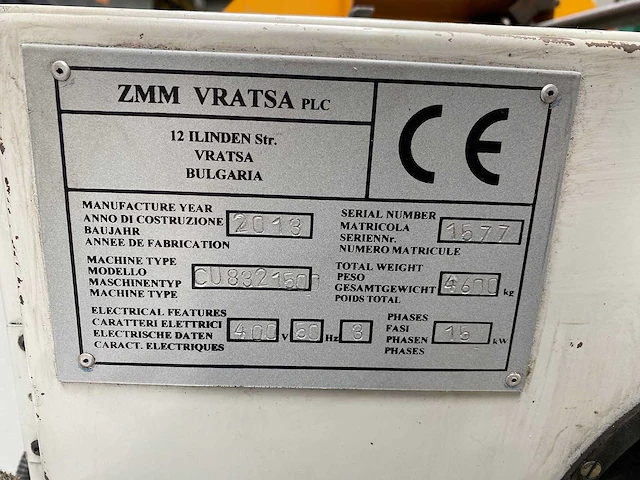 ZMM VRATSA PLC
12 ILINDEN Str.
VRATSA
BULGARIA
CE
MANUFACTURE YEAR
ANNO DI COSTRUZIONE
BAUJAHR
ANNEE DE FABRICATION
2013
SERIAL NUMBER
MATRICOLA
SERIENNr.
NUMERO MATRICULE
1577
MACHINE TYPE
MODELLO
MASCHINENTYP
MACHINE TYPE
CU8321500
TOTAL WEIGHT
PESO
GESAMTGEWICHT
POIDS TOTAL
4600 kg
ELECTRICAL FEATURES
CARATTERI ELETTRICI
ELECTRISCHE DATEN
CARACT. ELECTRIQUES
400 V 50 Hz 3
PHASES
FASI
PHASEN
PHASES
15 kW